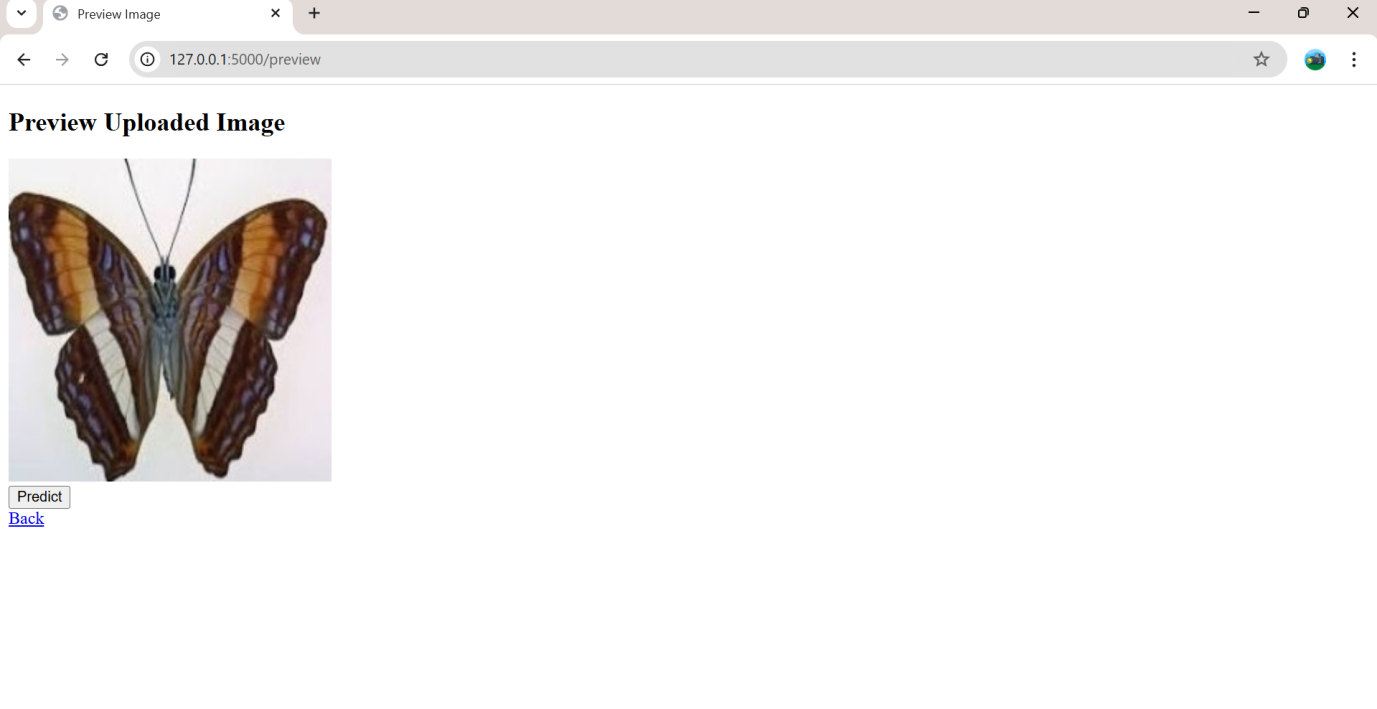 Preview Image
127.0.0.1:5000/preview
Preview Uploaded Image
Predict
Back